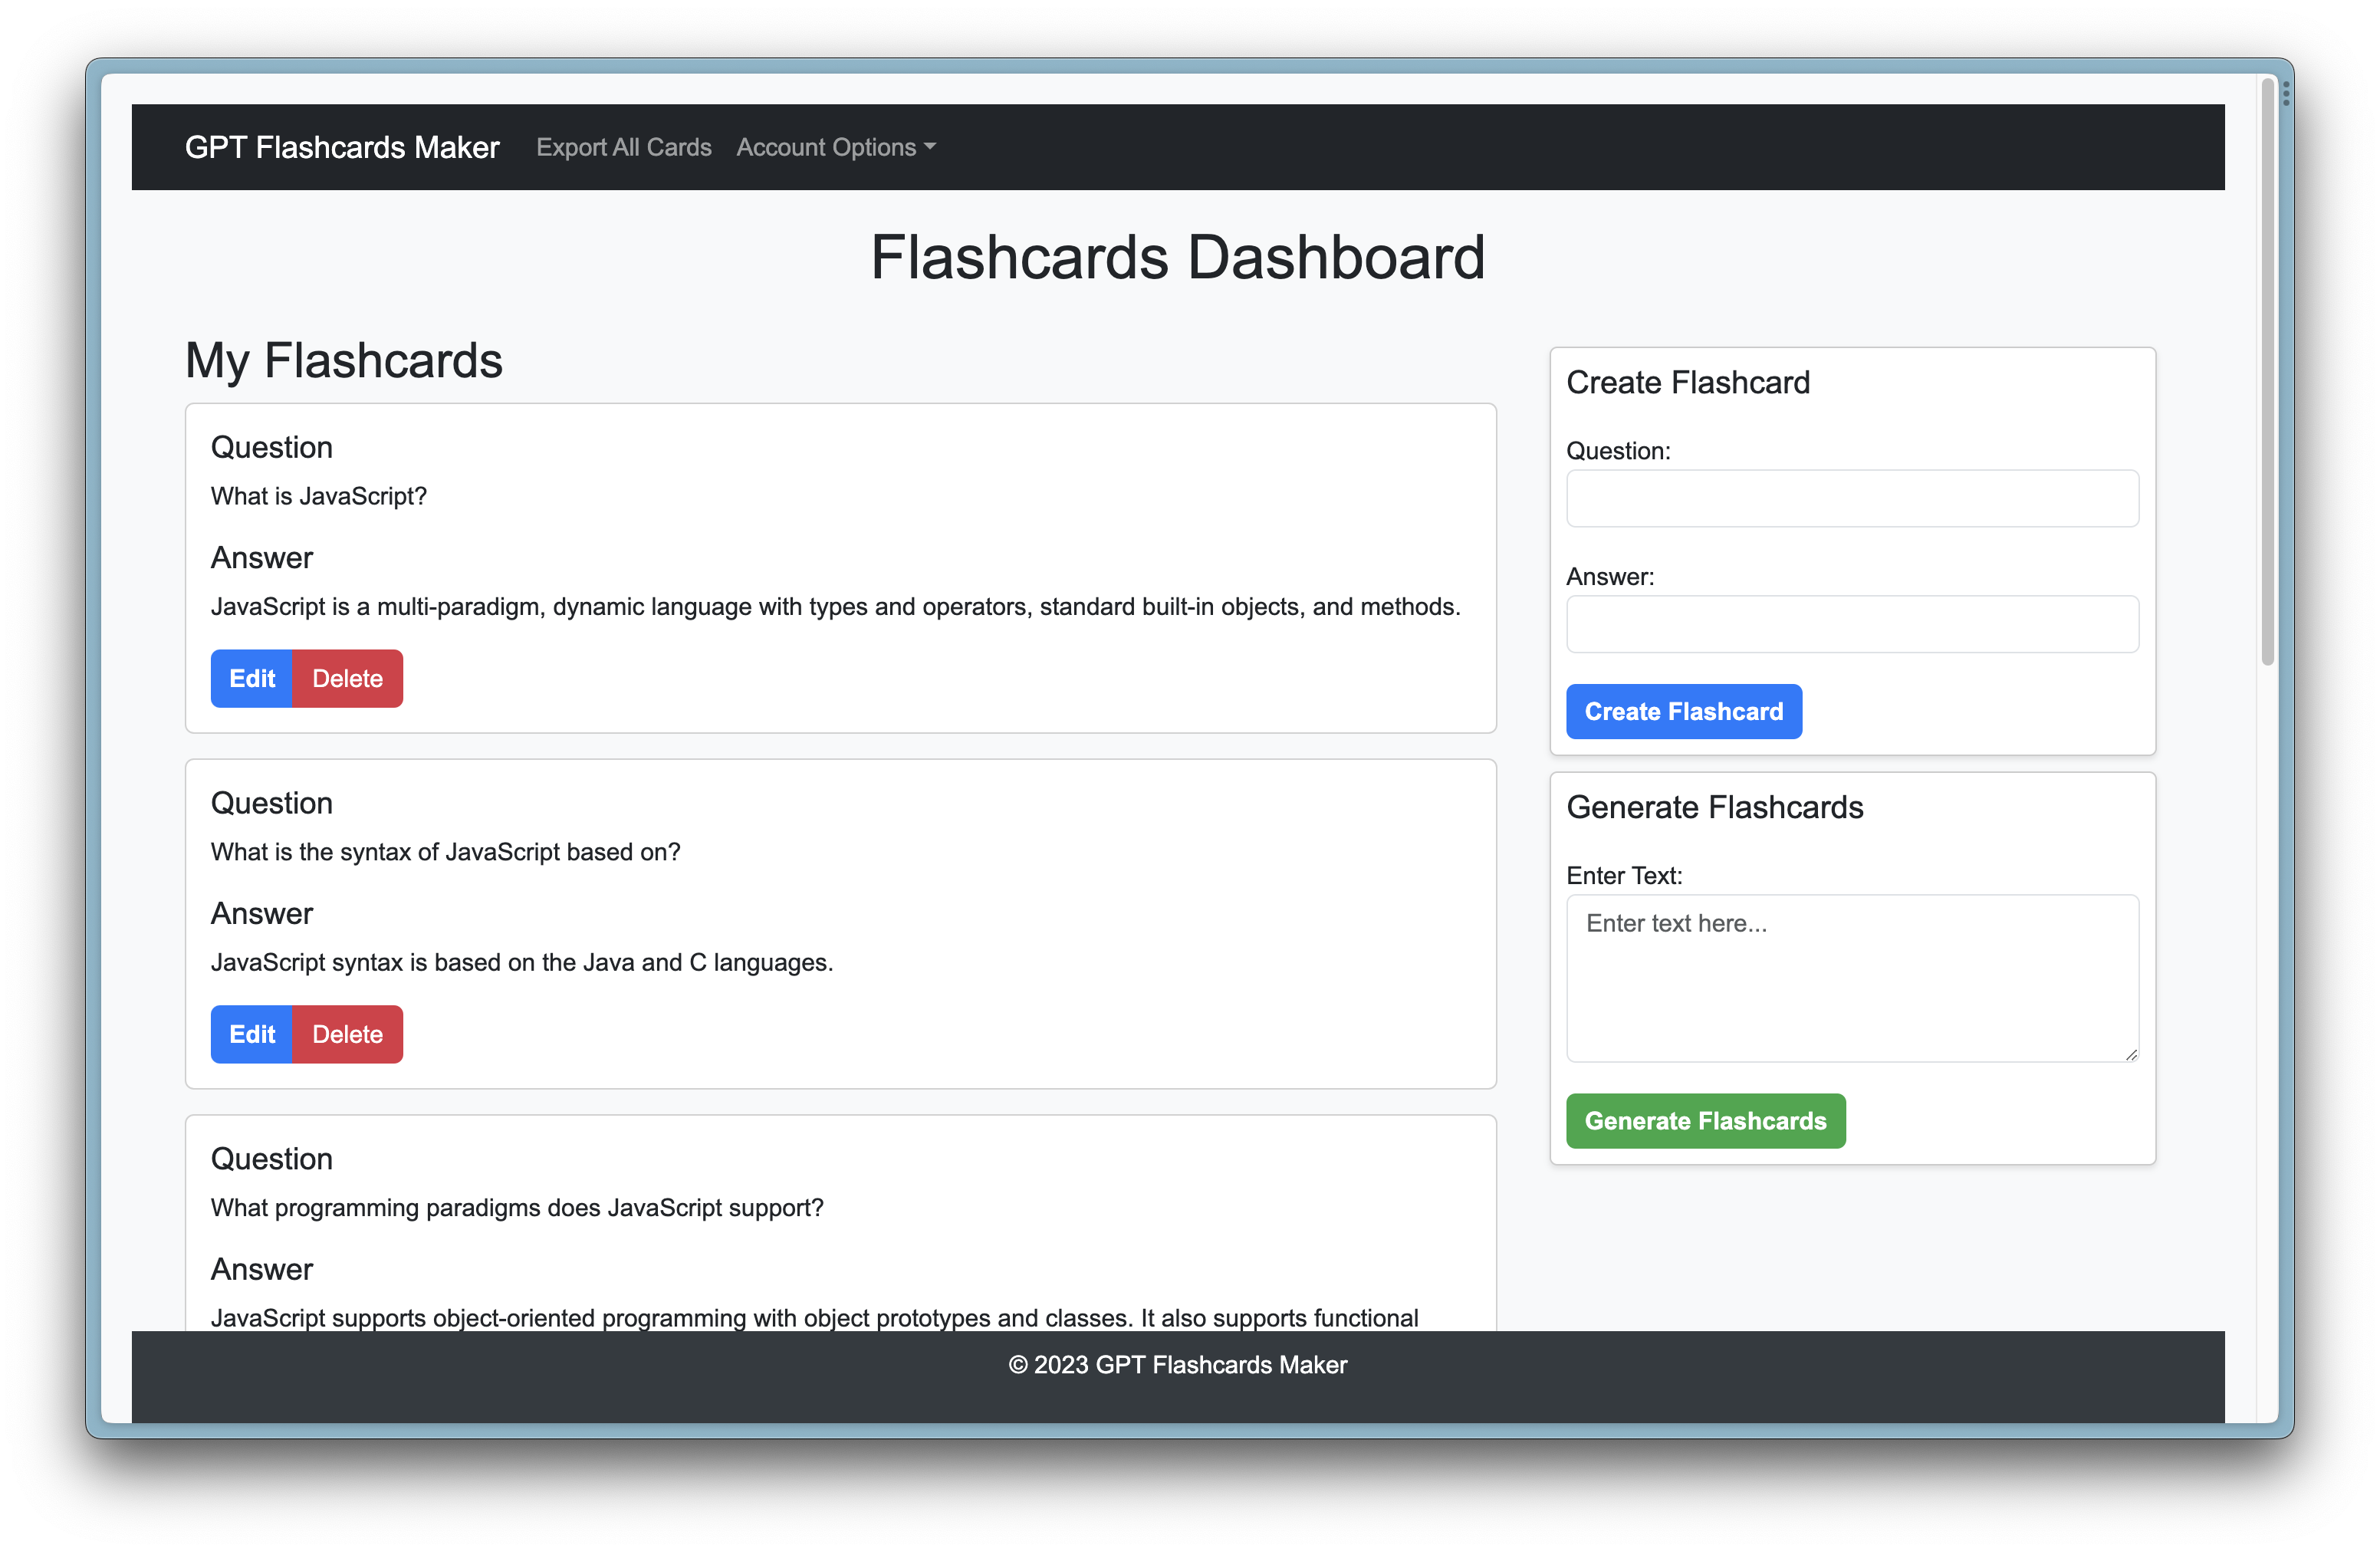 GPT Flashcards Maker Export All Cards Account Options
Flashcards Dashboard
My Flashcards
Question
What is JavaScript?
Answer
JavaScript is a multi-paradigm, dynamic language with types and operators, standard built-in objects, and methods.
Edit Delete
Question
What is the syntax of JavaScript based on?
Answer
JavaScript syntax is based on the Java and C languages.
Edit Delete
Question
What programming paradigms does JavaScript support?
Answer
JavaScript supports object-oriented programming with object prototypes and classes. It also supports functional
Create Flashcard
Question:
Answer:
Create Flashcard
Generate Flashcards
Enter Text:
Enter text here...
Generate Flashcards
© 2023 GPT Flashcards Maker